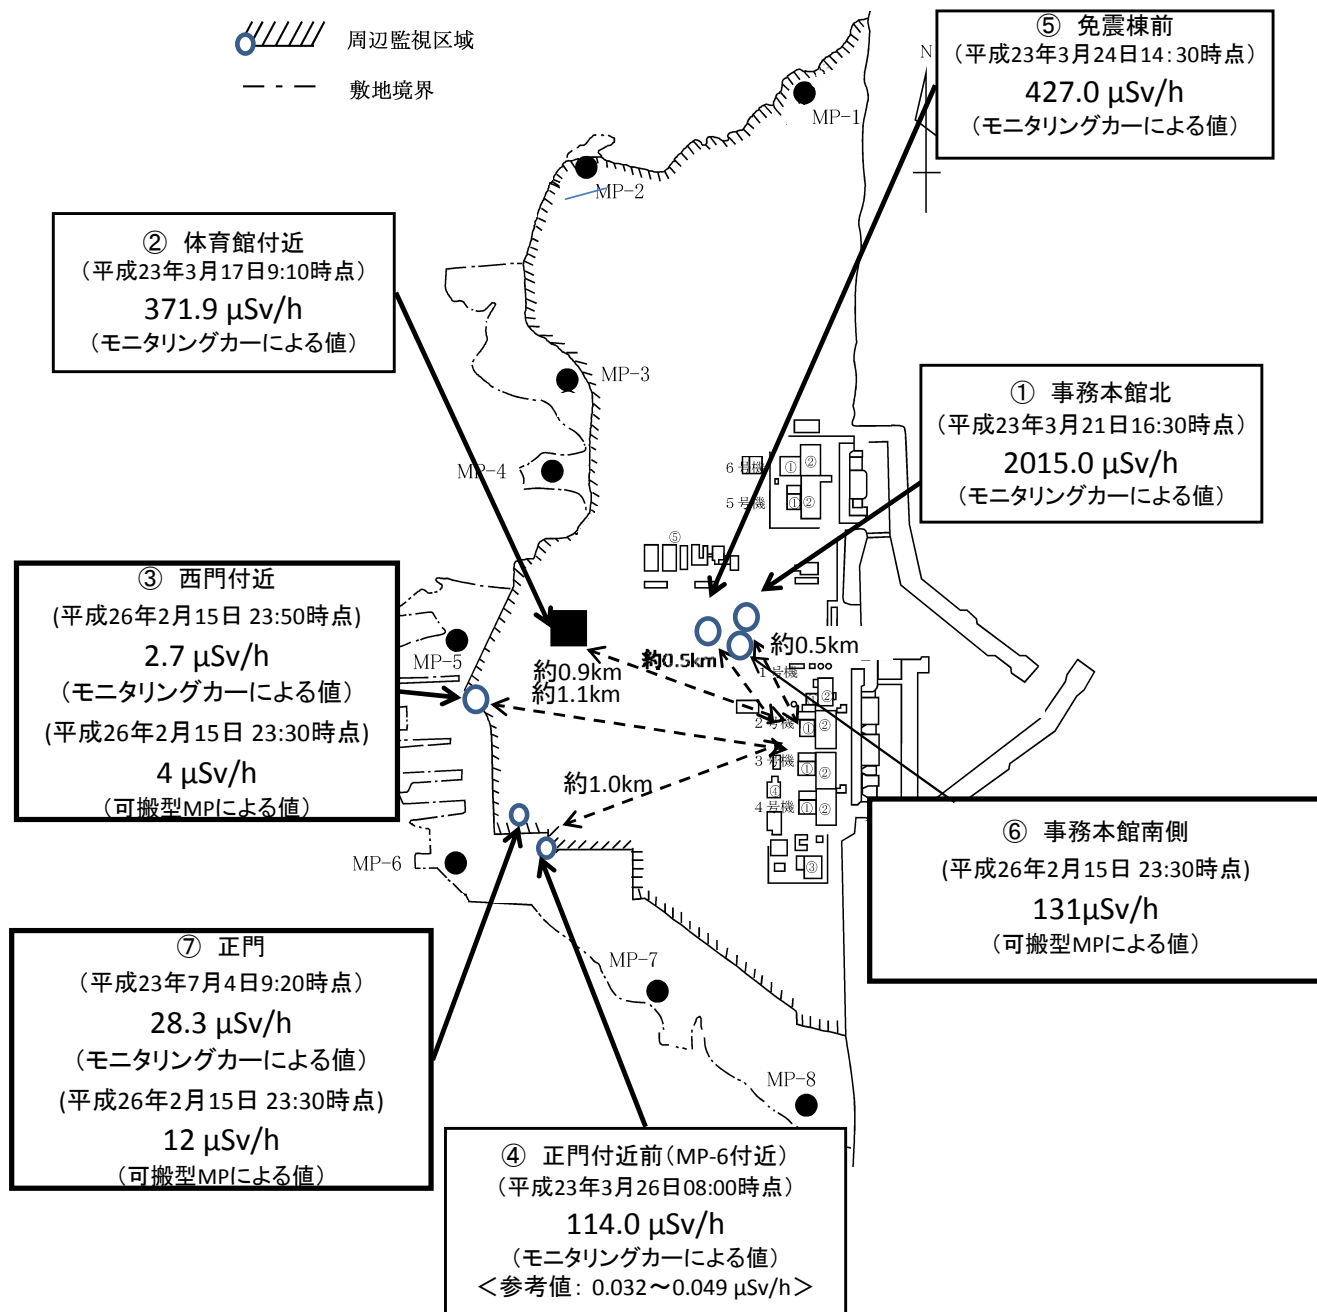 周辺監視区域
敷地境界
⑤ 免震棟前
（平成23年3月24日14:30時点）
427.0 μSv/h
（モニタリングカーによる値）
N
MP-1
MP-2
② 体育館付近
（平成23年3月17日9:10時点）
371.9 μSv/h
（モニタリングカーによる値）
MP-3
① 事務本館北
（平成23年3月21日16:30時点）
2015.0 μSv/h
（モニタリングカーによる値）
MP-4
6号機
①
②
5号機
①
②
⑤
③ 西門付近
(平成26年2月15日 23:50時点)
2.7 μSv/h
（モニタリングカーによる値）
(平成26年2月15日 23:30時点)
4 μSv/h
（可搬型MPによる値）
MP-5
約0.9km
約1.1km
約0.5km
約0.5km
1号機
②
2号機
①
②
3号機
①
②
④
4号機
①
②
③
約1.0km
MP-6
⑥ 事務本館南側
(平成26年2月15日 23:30時点)
131μSv/h
（可搬型MPによる値）
⑦ 正門
（平成23年7月4日9:20時点）
28.3 μSv/h
（モニタリングカーによる値）
(平成26年2月15日 23:30時点)
12 μSv/h
（可搬型MPによる値）
MP-7
MP-8
④ 正門付近前（MP-6付近）
（平成23年3月26日08:00時点）
114.0 μSv/h
（モニタリングカーによる値）
＜参考値: 0.032～0.049 μSv/h＞